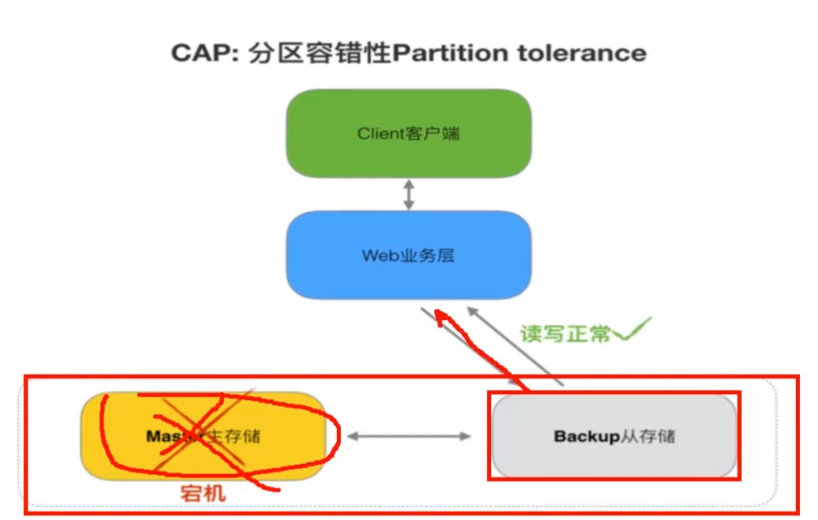 CAP: 分区容错性Partition tolerance
Client客户端
Web业务层
读写正常
Master主存储
Backup从存储
宕机